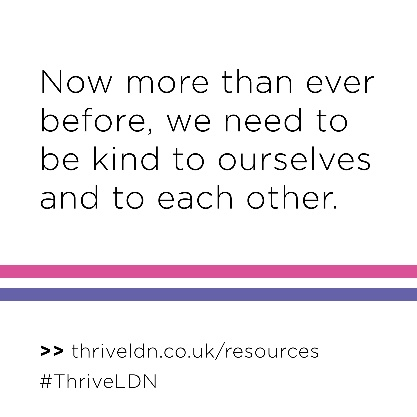 Now more than ever
before, we need to
be kind to ourselves
and to each other.
>> thriveldn.co.uk/resources
#ThriveLDN